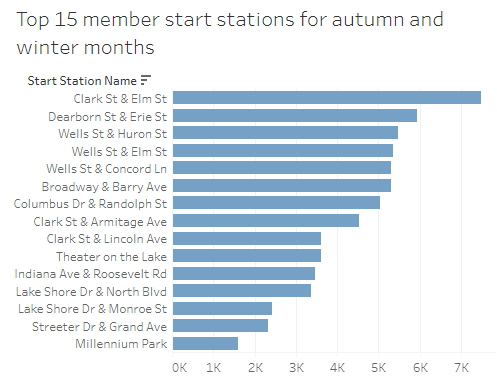 Top 15 member start stations for autumn and
winter months
Start Station Name
Clark St & Elm St
Dearborn St & Erie St
Wells St & Huron St
Wells St & Elm St
Wells St & Concord Ln
Broadway & Barry Ave
Columbus Dr & Randolph St
Clark St & Armitage Ave
Clark St & Lincoln Ave
Theater on the Lake
Indiana Ave & Roosevelt Rd
Lake Shore Dr & North Blvd
Lake Shore Dr & Monroe St
Streeter Dr & Grand Ave
Millennium Park
0K 1K 2K 3K 4K 5K 6K 7K